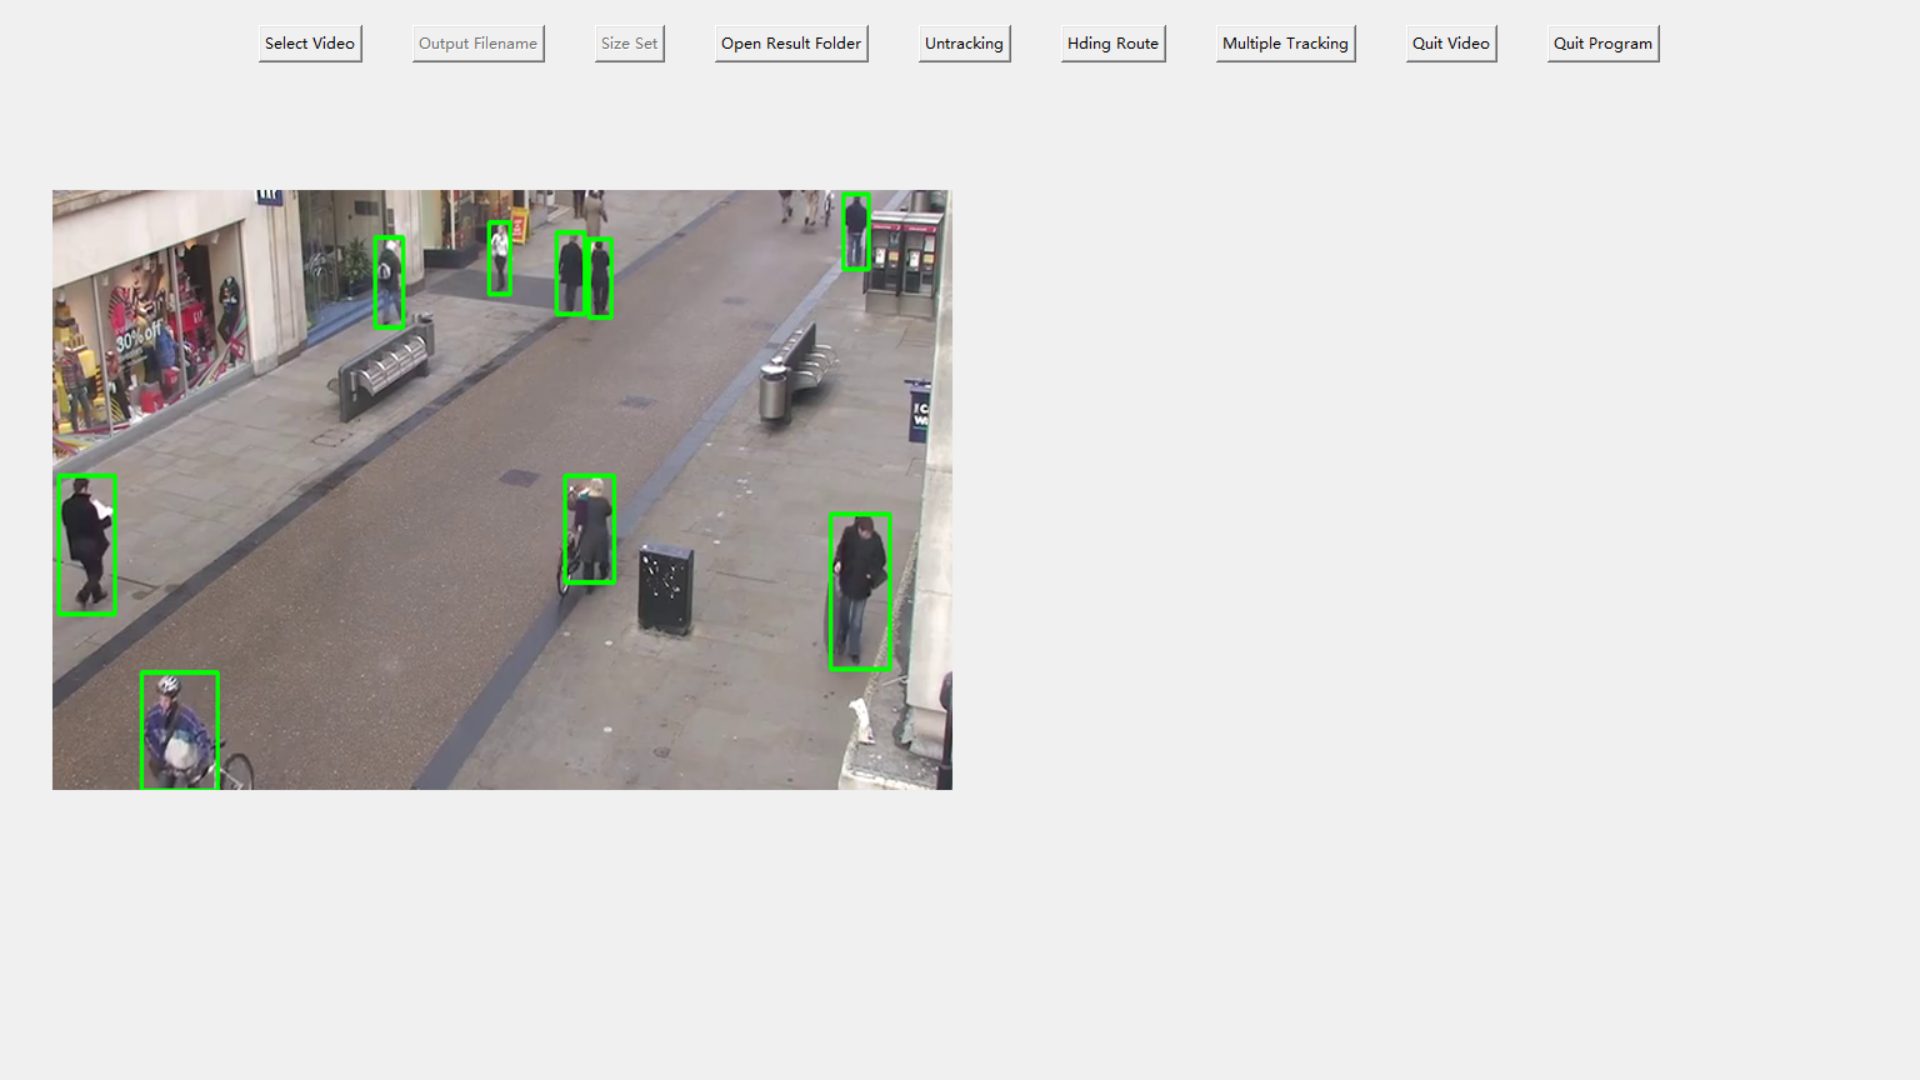 Select Video
Output Filename
Size Set
Open Result Folder
Untracking
Hding Route
Multiple Tracking
Quit Video
Quit Program
30% off